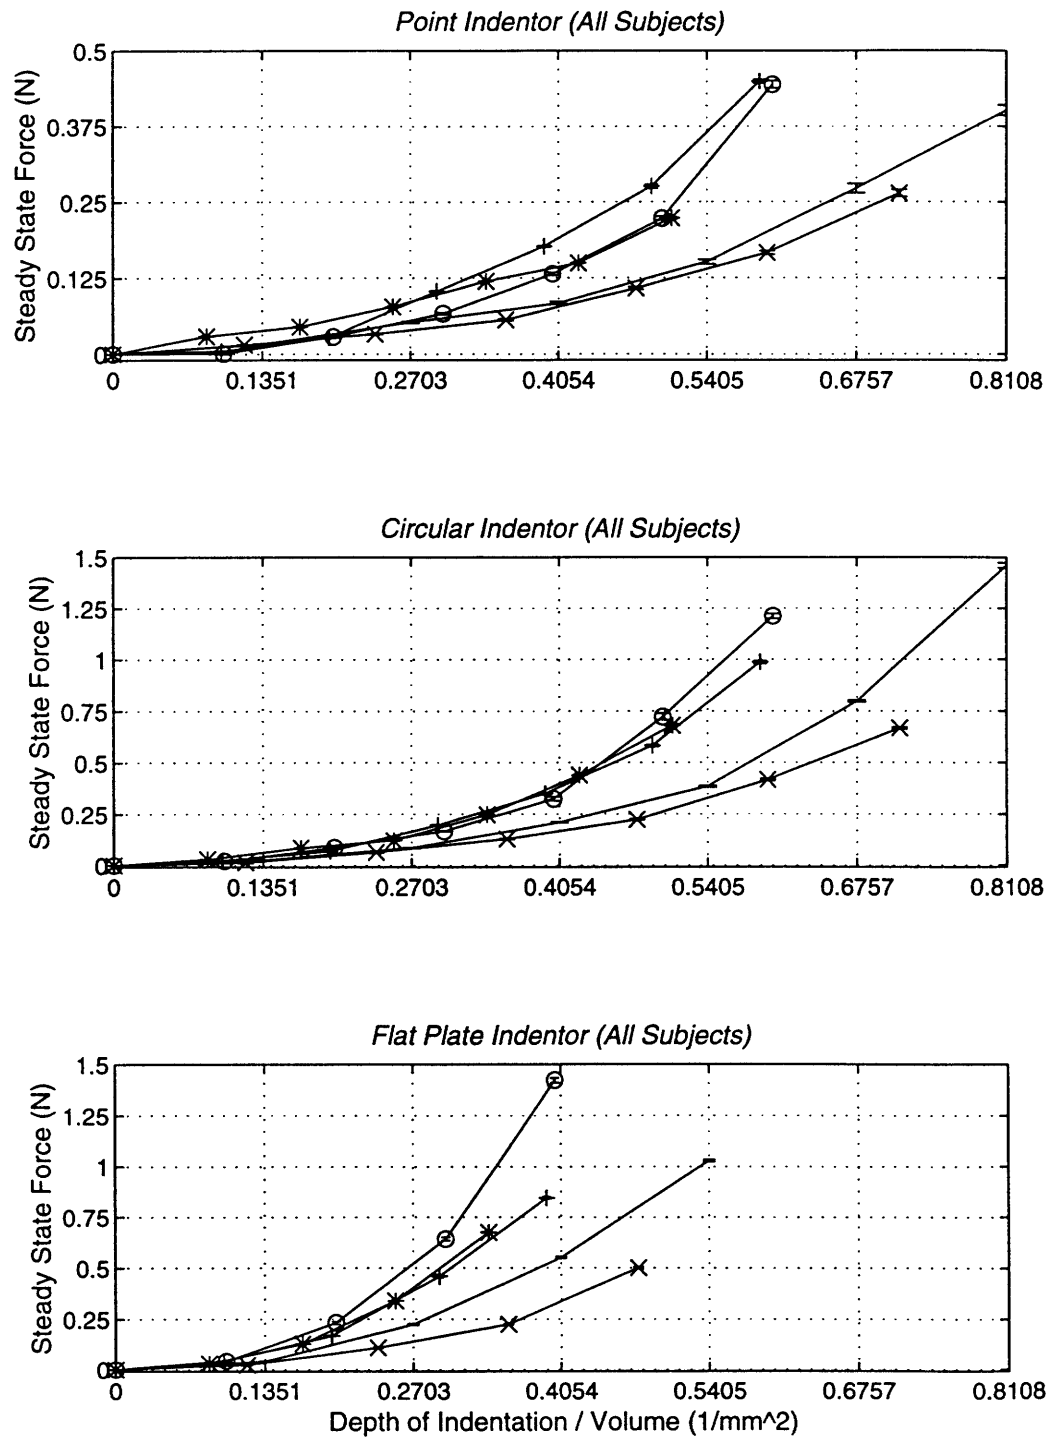 Point Indentor (All Subjects)
Steady State Force (N)
0.5
0.375
0.25
0.125
0
0 0.1351 0.2703 0.4054 0.5405 0.6757 0.8108
Circular Indentor (All Subjects)
Steady State Force (N)
1.5
1.25
1
0.75
0.5
0.25
0
0 0.1351 0.2703 0.4054 0.5405 0.6757 0.8108
Flat Plate Indentor (All Subjects)
Steady State Force (N)
1.5
1.25
1
0.75
0.5
0.25
0
0 0.1351 0.2703 0.4054 0.5405 0.6757 0.8108
Depth of Indentation / Volume (1/mm^2)